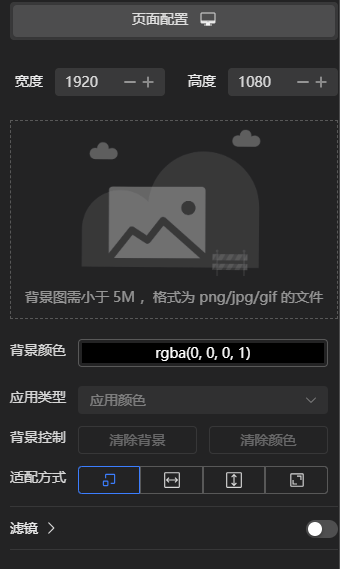 页面配置
宽度 1920 高度 1080
背景图需小于 5M ，格式为 png/jpg/gif 的文件
背景颜色 rgba(0, 0, 0, 1)
应用类型 应用颜色
背景控制 清除背景 清除颜色
适配方式
滤镜